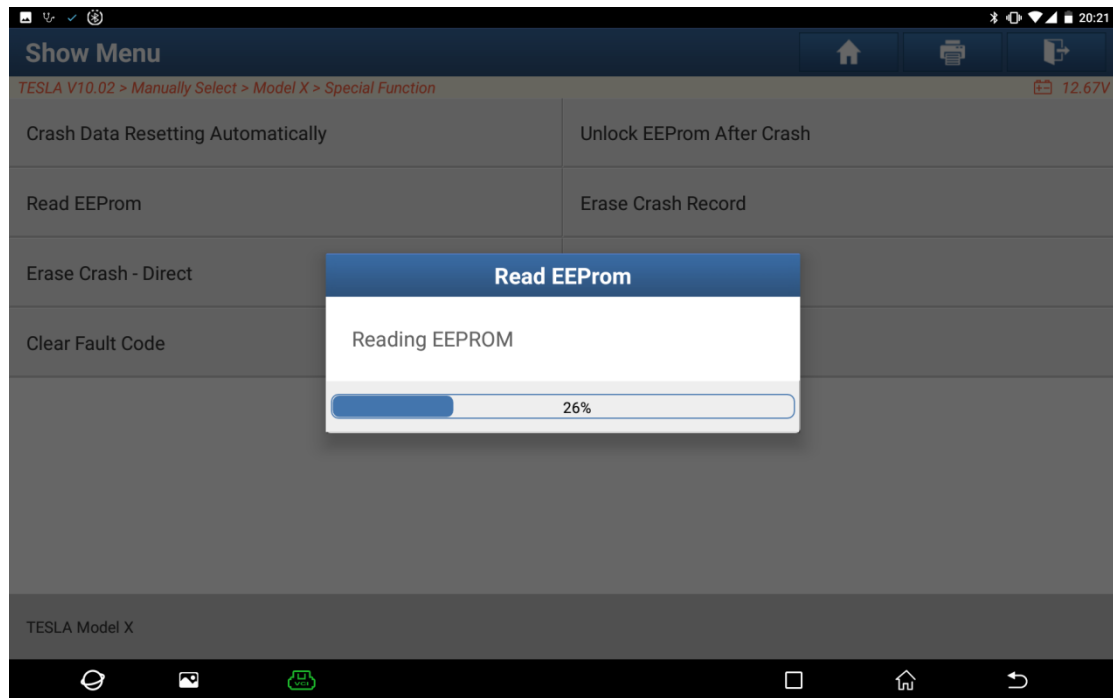 20:21
Show Menu
TESLA V10.02 > Manually Select > Model X > Special Function
12.67V
Crash Data Resetting Automatically
Unlock EEProm After Crash
Read EEProm
Erase Crash Record
Erase Crash - Direct
Read EEProm
Reading EEPROM
Clear Fault Code
26%
TESLA Model X
VCI